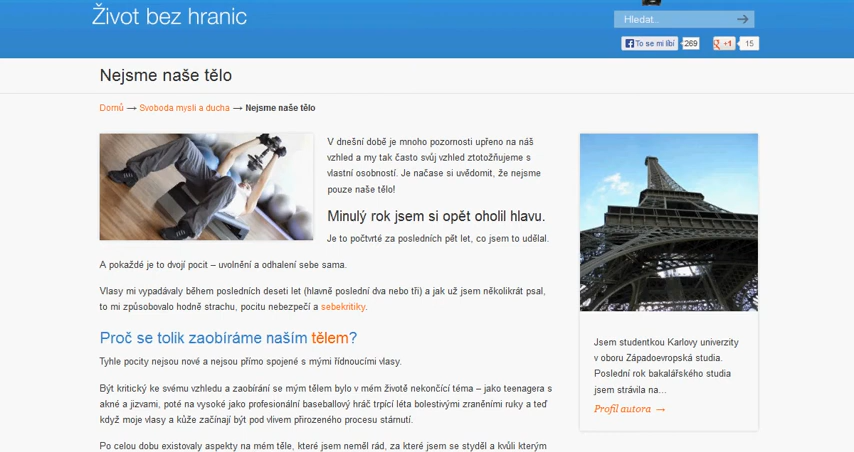 Život bez hranic
Hledat..
To se mi líbí 269
+1 15
Nejsme naše tělo
Domů → Svoboda mysli a ducha → Nejsme naše tělo
V dnešní době je mnoho pozornosti upřeno na náš
vzhled a my tak často svůj vzhled ztotožňujeme s
vlastní osobností. Je načase si uvědomit, že nejsme
pouze naše tělo!
Minulý rok jsem si opět oholil hlavu.
Je to počtvrté za posledních pět let, co jsem to udělal.
A pokaždé je to dvojí pocit – uvolnění a odhalení sebe sama.
Vlasy mi vypadávaly během posledních deseti let (hlavně poslední dva nebo tři) a jak už jsem několikrát psal,
to mi způsobovalo hodně strachu, pocitu nebezpečí a sebekritiky.
Proč se tolik zaobíráme naším tělem?
Tyhle pocity nejsou nové a nejsou přímo spojené s mými řídnoucími vlasy.
Být kritický ke svému vzhledu a zaobírání se mým tělem bylo v mém životě nekončící téma – jako teenagera s
akné a jizvami, poté na vysoké jako profesionální baseballový hráč trpící léta bolestivými zraněními ruky a teď
když moje vlasy a kůže začínají být pod vlivem přirozeného procesu stárnutí.
Po celou dobu existovaly aspekty na mém těle, které jsem neměl rád, za které jsem se styděl a kvůli kterým
Jsem studentkou Karlovy univerzity
v oboru Západoevropská studia.
Poslední rok bakalářského studia
jsem strávila na…
Profil autora →